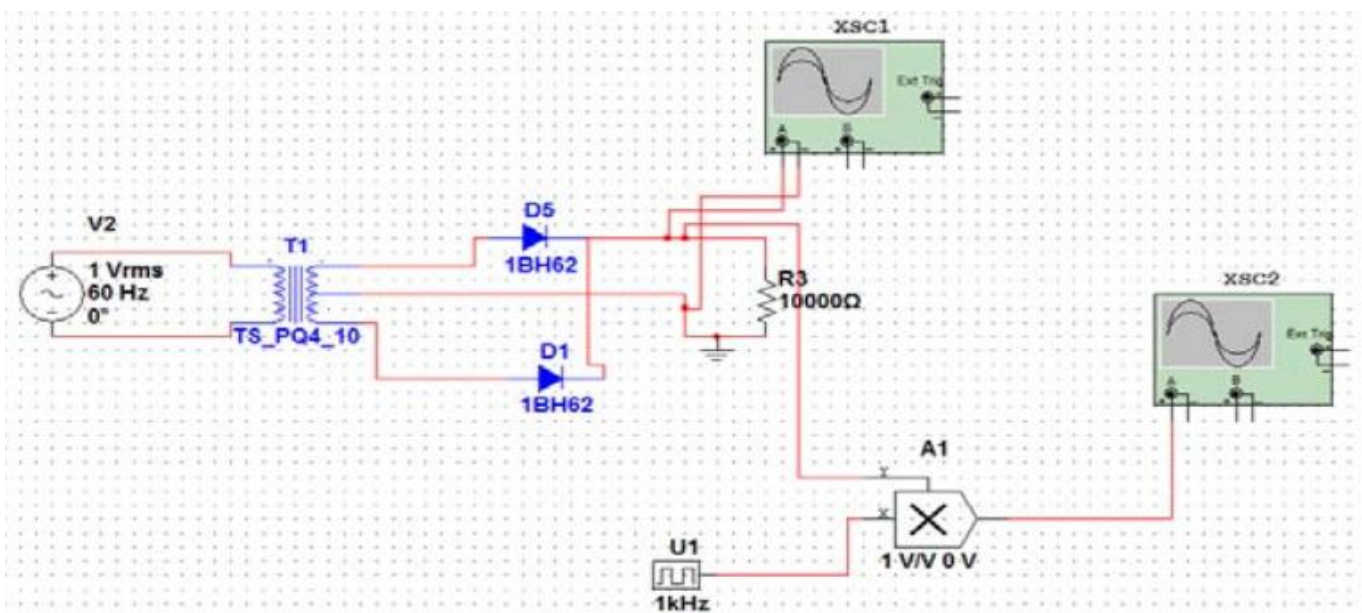 XSC1
Ext Trig
A
B
V2
1 Vrms
60 Hz
0°
T1
TS_PQ4_10
D5
1BH62
R3
10000Ω
D1
1BH62
XSC2
Ext Trig
A
B
A1
Y
X
1 V/V 0 V
U1
1kHz